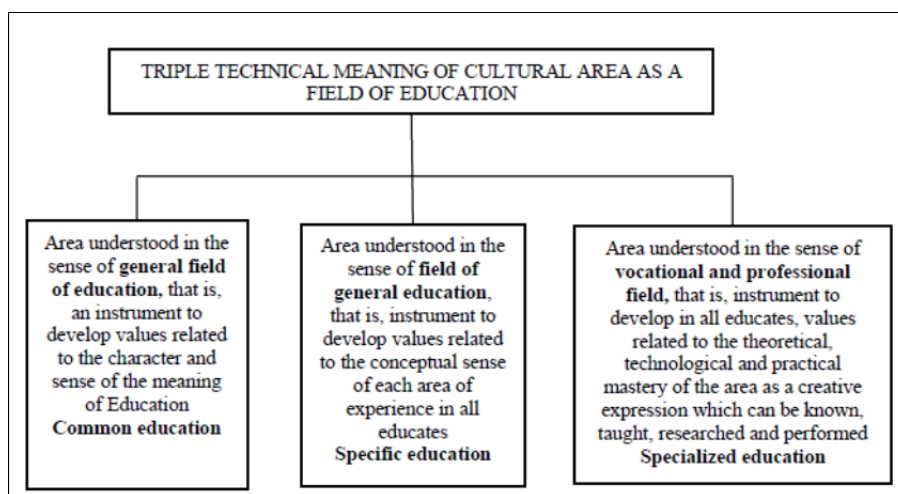 TRIPLE TECHNICAL MEANING OF CULTURAL AREA AS A
FIELD OF EDUCATION
Area understood in the
sense of general field
of education, that is,
an instrument to
develop values related
to the character and
sense of the meaning
of Education
Common education
Area understood in the
sense of field of
general education,
that is, instrument to
develop values related
to the conceptual sense
of each area of
experience in all
educates
Specific education
Area understood in the sense of
vocational and professional
field, that is, instrument to
develop in all educates, values
related to the theoretical,
technological and practical
mastery of the area as a creative
expression which can be known,
taught, researched and performed
Specialized education